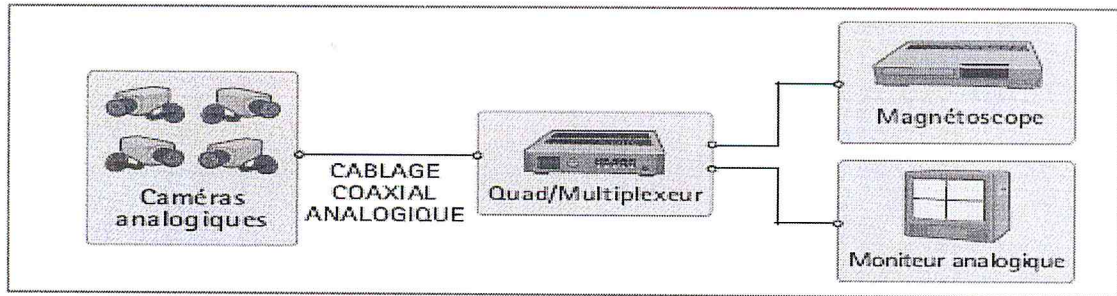 Caméras
analogiques
CABLAGE
COAXIAL
ANALOGIQUE
Quad/Multiplexeur
Magnétoscope
Moniteur analogique